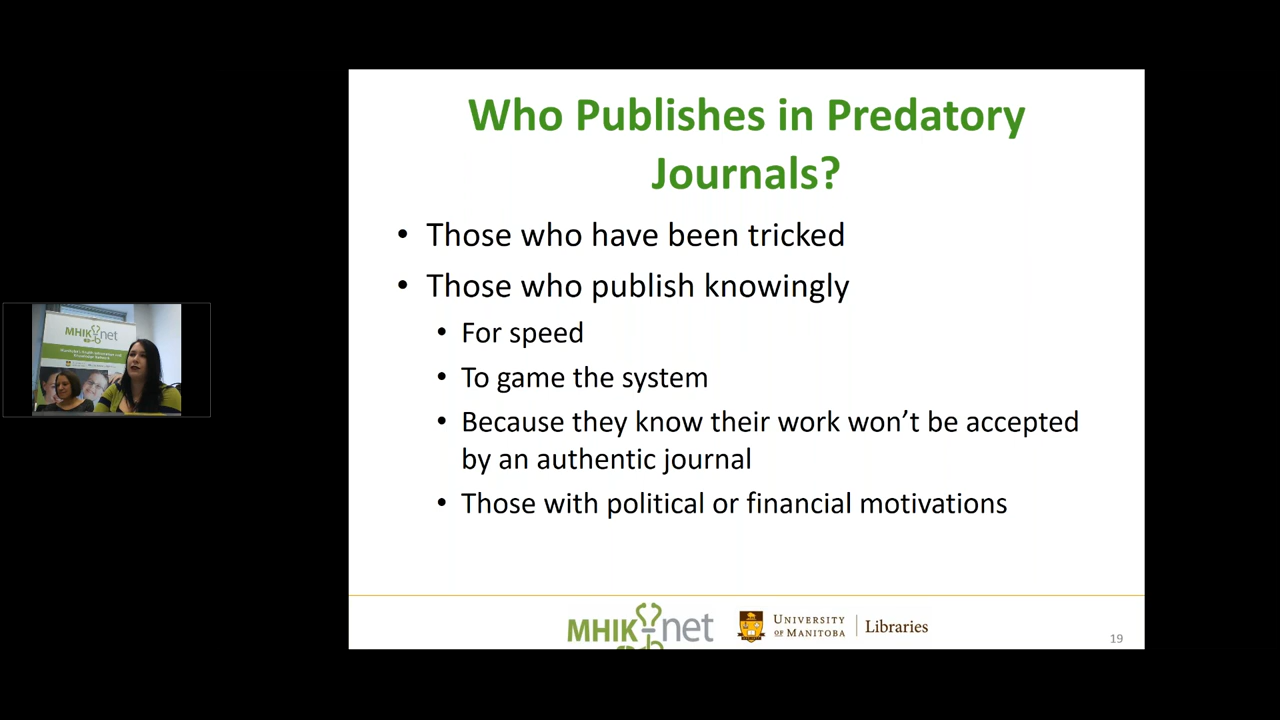 Who Publishes in Predatory
Journals?
• Those who have been tricked
• Those who publish knowingly
• For speed
• To game the system
• Because they know their work won’t be accepted
by an authentic journal
• Those with political or financial motivations
MHIKnet
UNIVERSITY
OF MANITOBA
Libraries
19
MHIKnet